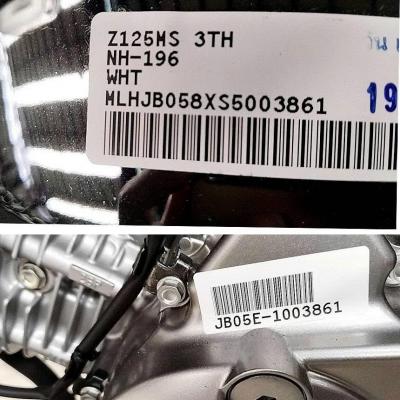 Z125MS 3TH
NH-196
WHT
MLHJB058XS5003861
19
JB05E-1003861